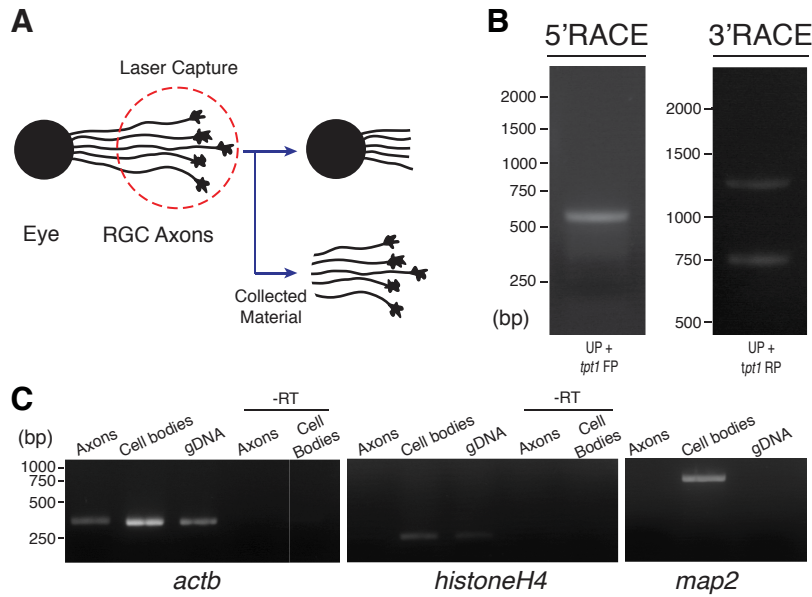 A
Laser Capture
Eye
RGC Axons
Collected
Material
B
5'RACE
3'RACE
2000
1500
1000
750
500
250
(bp)
UP +
tpt1 FP
2000
1500
1000
750
500
UP +
tpt1 RP
C
(bp)
1000
750
500
250
Axons
Cell bodies
gDNA
-RT
Axons
Cell
Bodies
actb
Axons
Cell bodies
gDNA
-RT
Axons
Cell
Bodies
histoneH4
Axons
Cell bodies
gDNA
map2